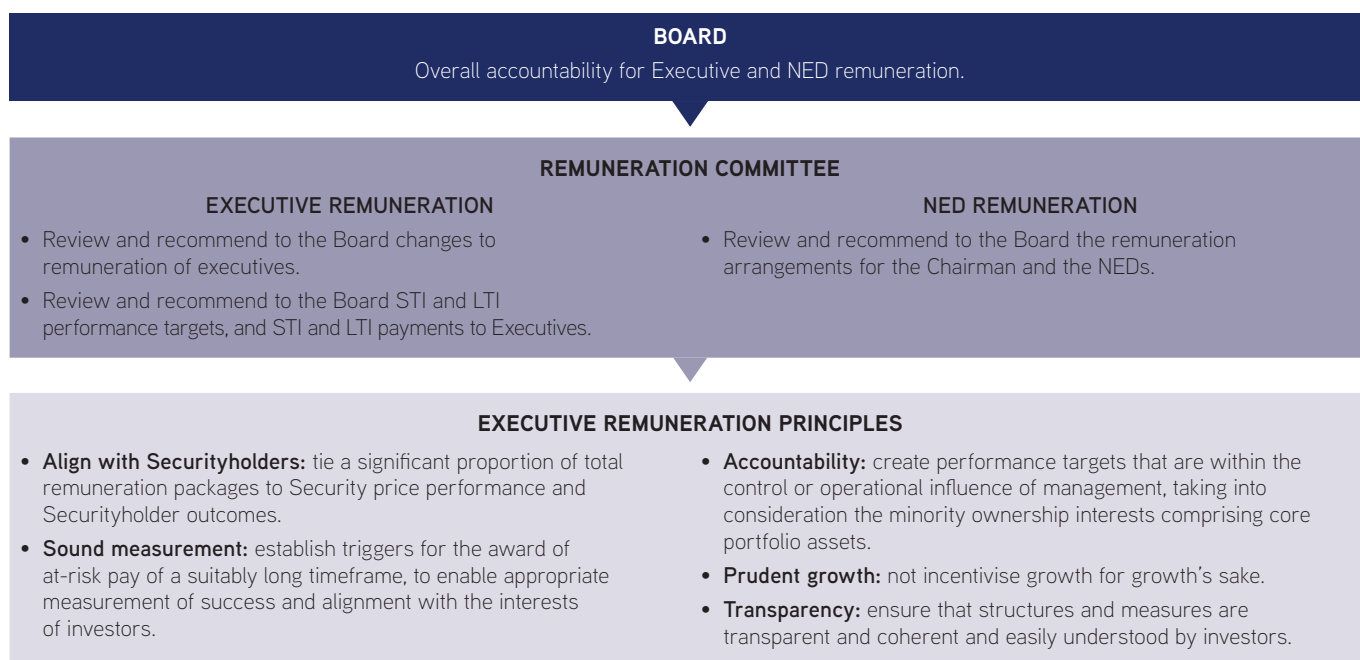 BOARD
Overall accountability for Executive and NED remuneration.
REMUNERATION COMMITTEE
EXECUTIVE REMUNERATION
• Review and recommend to the Board changes to
remuneration of executives.
• Review and recommend to the Board STI and LTI
performance targets, and STI and LTI payments to Executives.
NED REMUNERATION
• Review and recommend to the Board the remuneration
arrangements for the Chairman and the NEDs.
EXECUTIVE REMUNERATION PRINCIPLES
• Align with Securityholders: tie a significant proportion of total
remuneration packages to Security price performance and
Securityholder outcomes.
• Sound measurement: establish triggers for the award of
at-risk pay of a suitably long timeframe, to enable appropriate
measurement of success and alignment with the interests
of investors.
• Accountability: create performance targets that are within the
control or operational influence of management, taking into
consideration the minority ownership interests comprising core
portfolio assets.
• Prudent growth: not incentivise growth for growth’s sake.
• Transparency: ensure that structures and measures are
transparent and coherent and easily understood by investors.